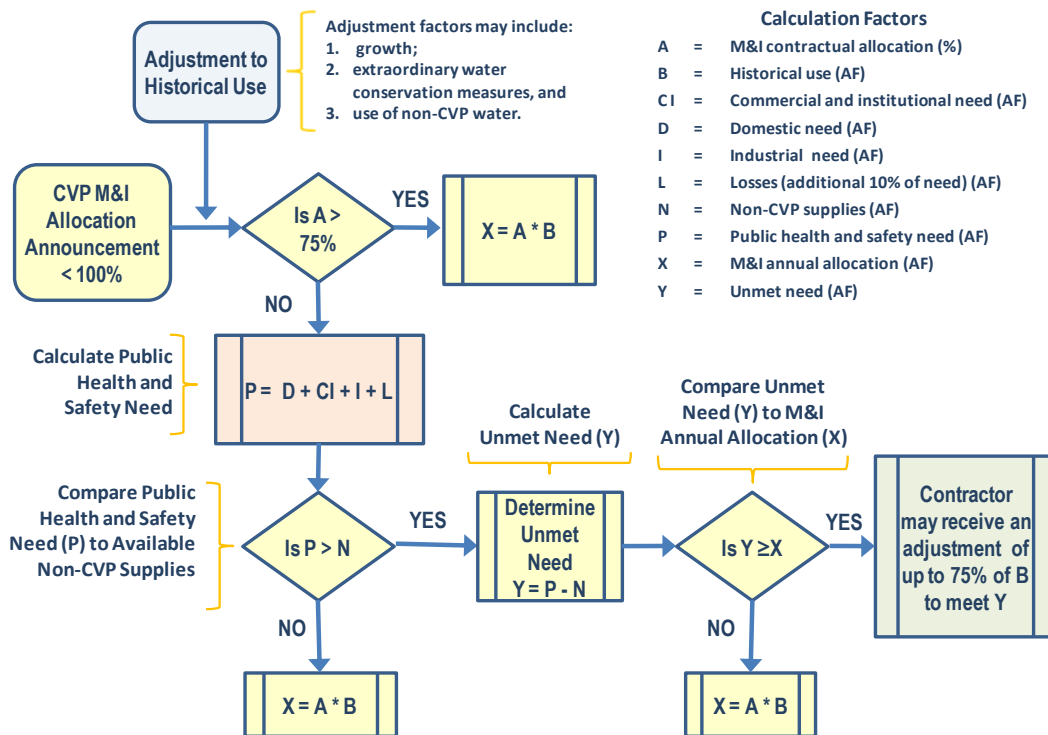 Adjustment to
Historical Use
Adjustment factors may include:
1. growth;
2. extraordinary water
conservation measures, and
3. use of non-CVP water.
Calculation Factors
A = M&I contractual allocation (%)
B = Historical use (AF)
CI = Commercial and institutional need (AF)
D = Domestic need (AF)
I = Industrial need (AF)
L = Losses (additional 10% of need) (AF)
N = Non-CVP supplies (AF)
P = Public health and safety need (AF)
X = M&I annual allocation (AF)
Y = Unmet need (AF)
CVP M&I
Allocation
Announcement
< 100%
Is A >
75%
YES
X = A * B
NO
Calculate Public
Health and
Safety Need
P = D + CI + I + L
Compare Public
Health and Safety
Need (P) to Available
Non-CVP Supplies
Is P > N
YES
Calculate
Unmet Need (Y)
Determine
Unmet
Need
Y = P - N
Compare Unmet
Need (Y) to M&I
Annual Allocation (X)
Is Y ≥X
YES
Contractor
may receive an
adjustment of
up to 75% of B
to meet Y
NO
X = A * B
NO
X = A * B